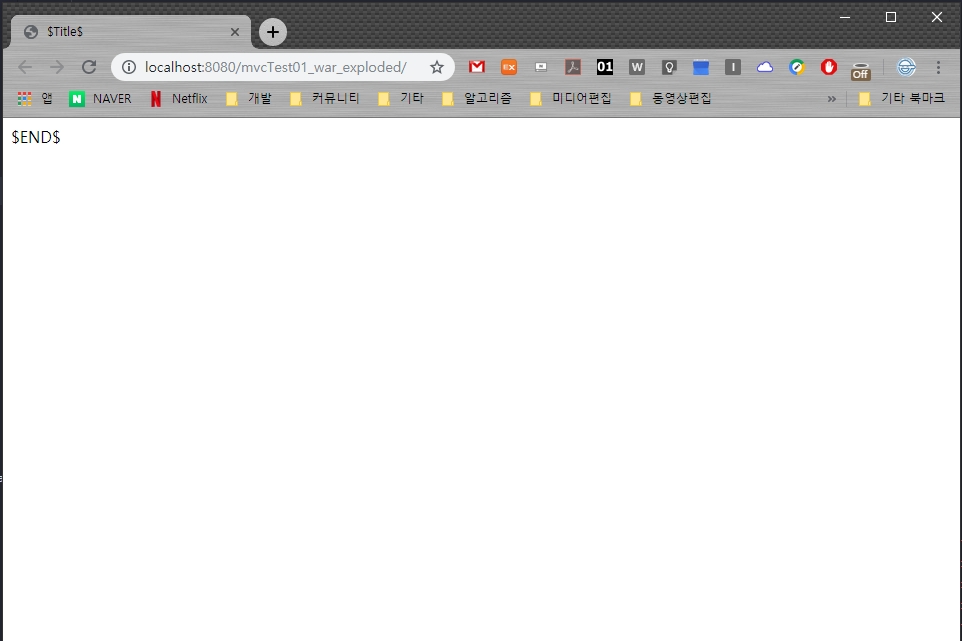 $Title$
localhost:8080/mvcTest01_war_exploded/
Ex
01
W
I
Off
앱
NAVER
Netflix
개발
커뮤니티
기타
알고리즘
미디어편집
동영상편집
»
기타 북마크
$END$